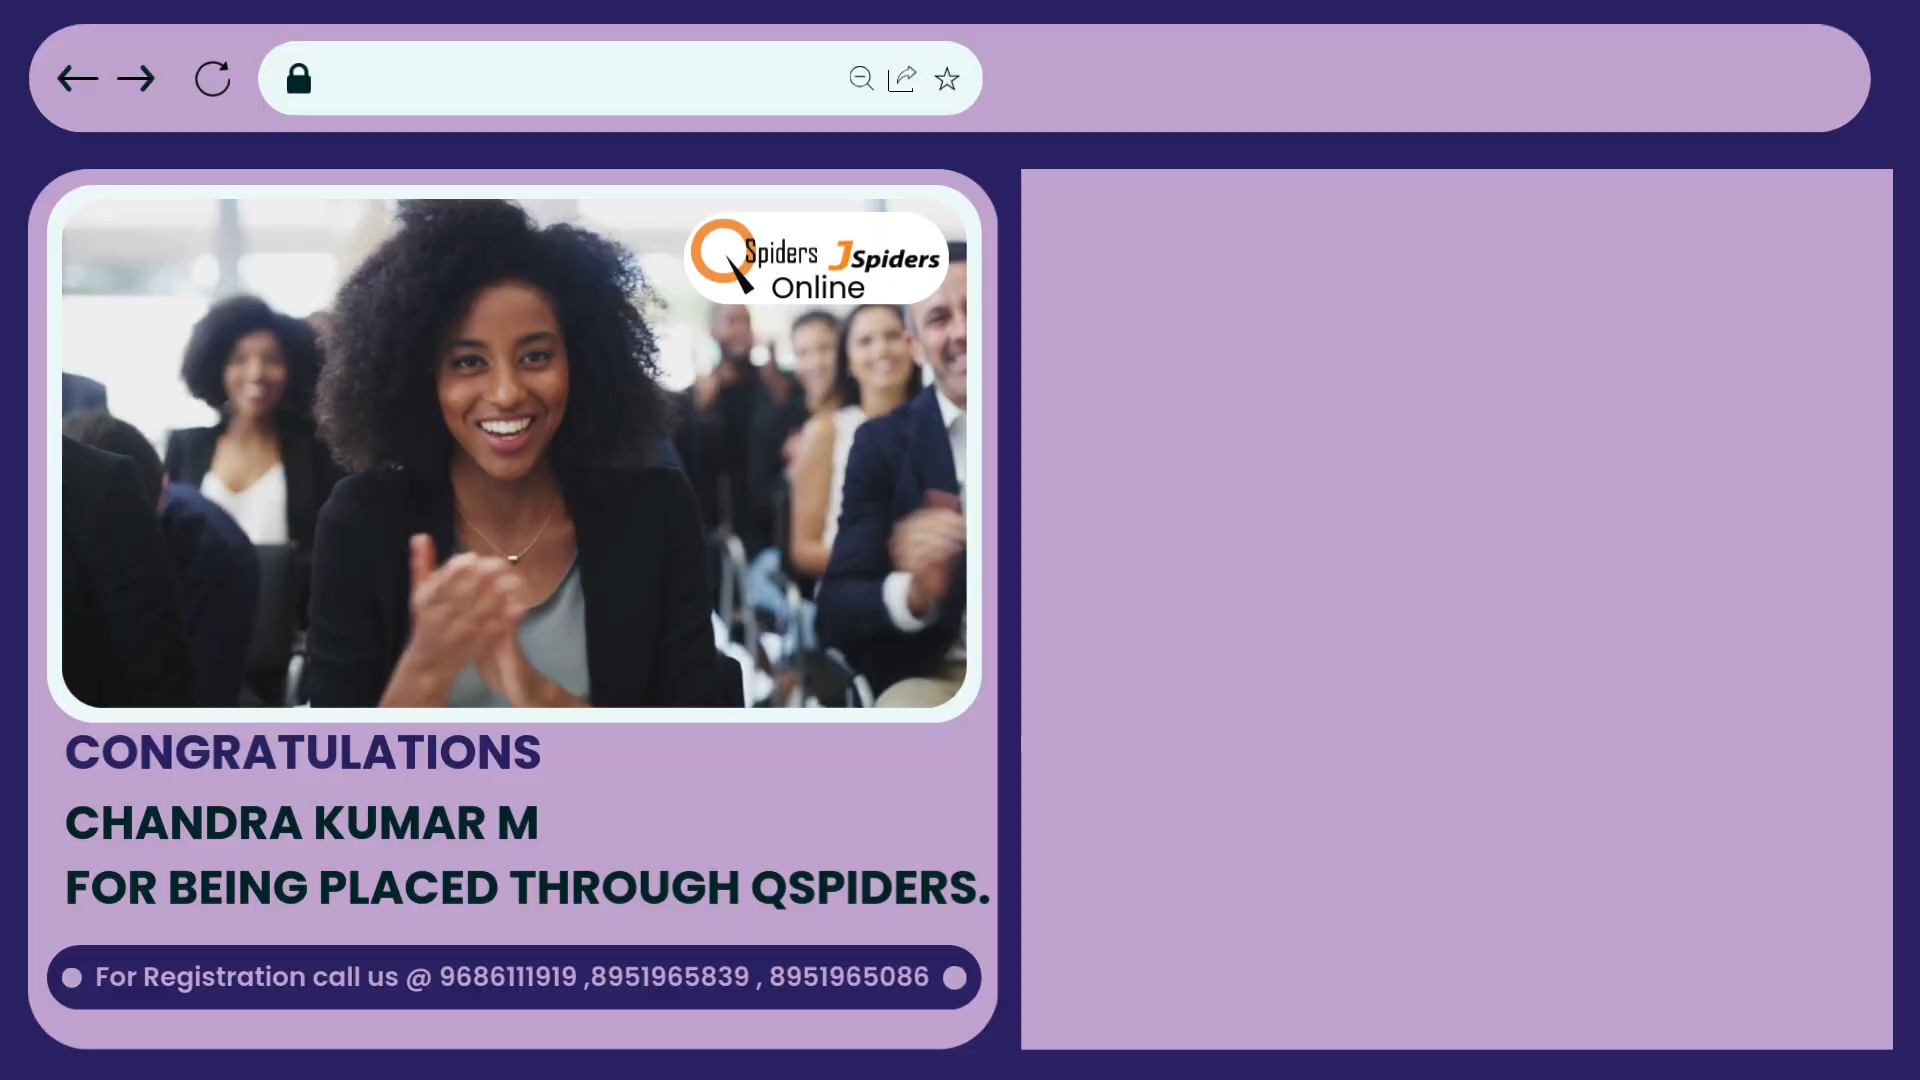 Spiders JSpiders
Online
CONGRATULATIONS
CHANDRA KUMAR M
FOR BEING PLACED THROUGH QSPIDERS.
For Registration call us @ 9686111919 ,8951965839 , 8951965086